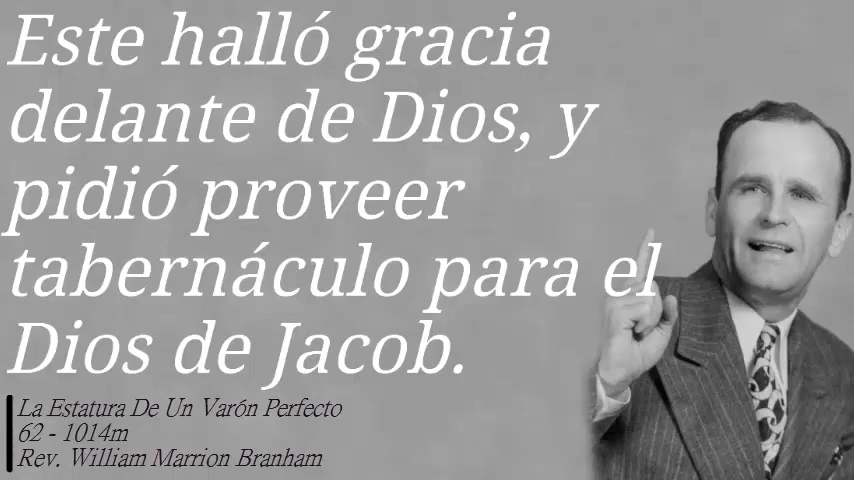 Este halló gracia
delante de Dios, y
pidió proveer
tabernáculo para el
Dios de Jacob.
La Estatura De Un Varón Perfecto
62 - 1014m
Rev. William Marrion Branham